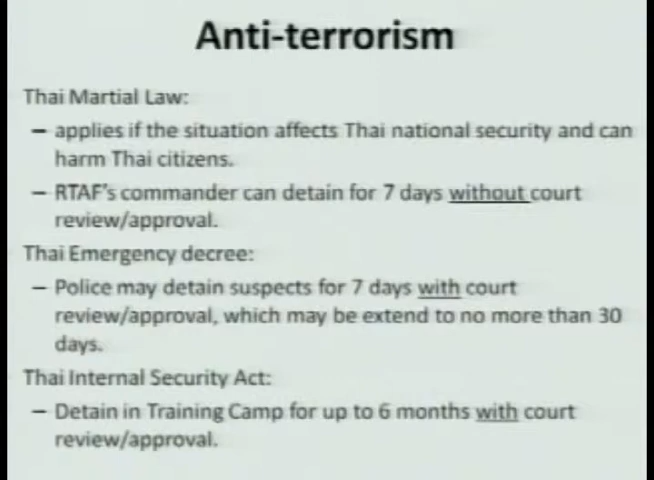 Anti-terrorism
Thai Martial Law:
– applies if the situation affects Thai national security and can
harm Thai citizens.
– RTAF's commander can detain for 7 days without court
review/approval.
Thai Emergency decree:
– Police may detain suspects for 7 days with court
review/approval, which may be extend to no more than 30
days.
Thai Internal Security Act:
– Detain in Training Camp for up to 6 months with court
review/approval.